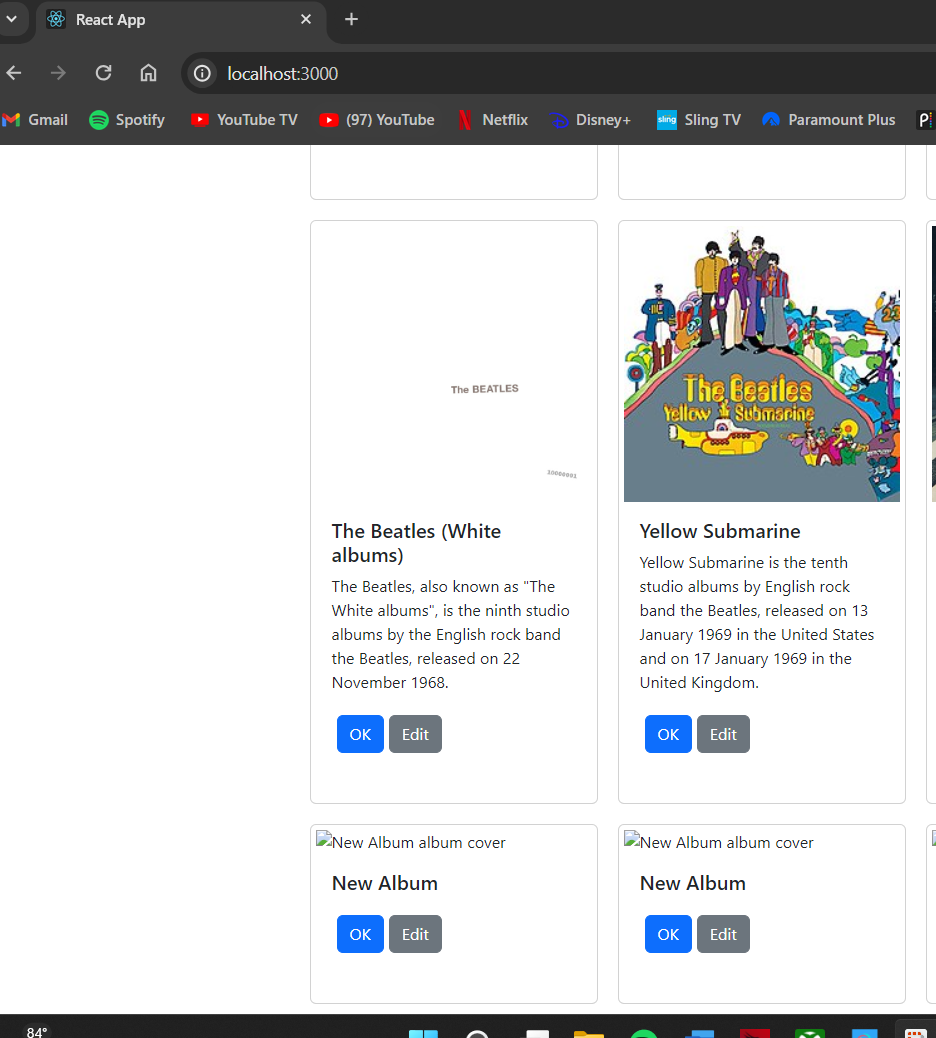 React App
localhost:3000
Gmail
Spotify
YouTube TV
(97) YouTube
Netflix
Disney+
sling
Sling TV
Paramount Plus
The BEATLES
The Beatles
Yellow Submarine
The Beatles (White
albums)
The Beatles, also known as "The
White albums", is the ninth studio
albums by the English rock band
the Beatles, released on 22
November 1968.
OK
Edit
Yellow Submarine
Yellow Submarine is the tenth
studio albums by English rock
band the Beatles, released on 13
January 1969 in the United States
and on 17 January 1969 in the
United Kingdom.
OK
Edit
New Album album cover
New Album
OK
Edit
New Album album cover
New Album
OK
Edit
84°